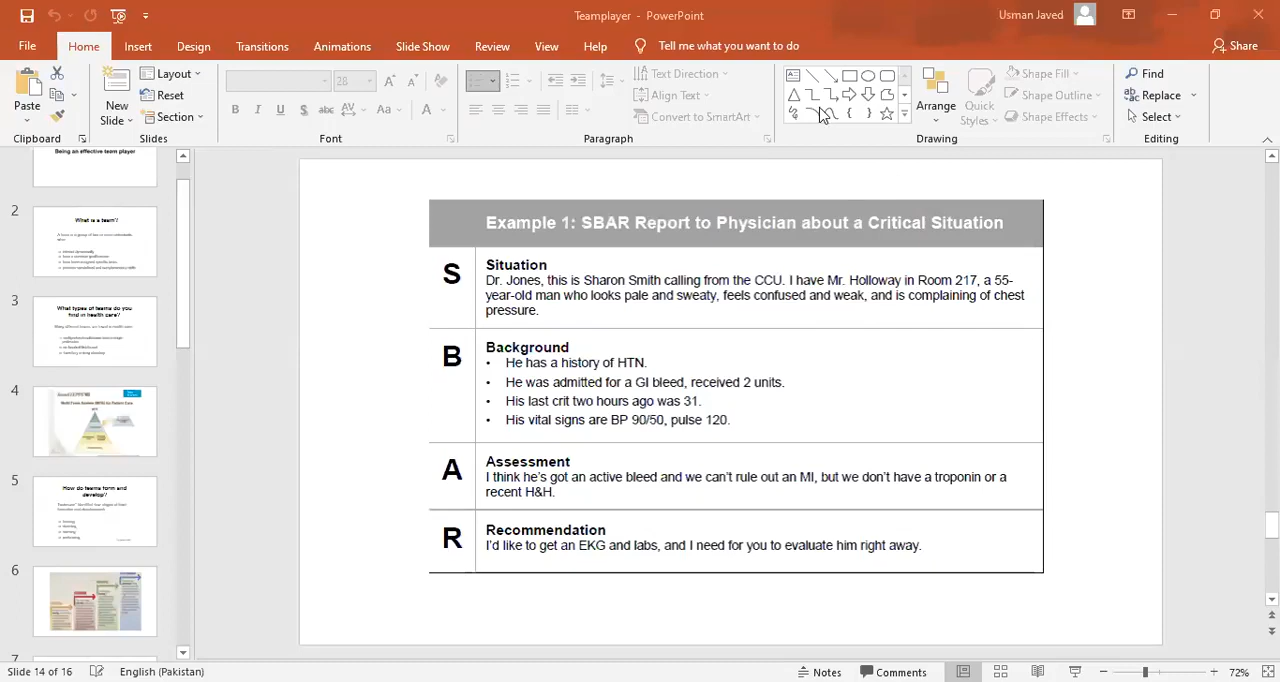 Teamplayer - PowerPoint
Usman Javed
File Home Insert Design Transitions Animations Slide Show Review View Help Tell me what you want to do Share
Paste
New Slide
Layout
Reset
Section
28
B I U S abc AV Aa A
Text Direction
Align Text
Convert to SmartArt
Arrange
Quick Styles
Shape Fill
Shape Outline
Shape Effects
Find
Replace
Select
Clipboard Slides Font Paragraph Drawing Editing
Being an effective team player
2
What is a team?
3
What types of teams do you
find in health care?
4
5
How do teams form and
develop?
6
7
Example 1: SBAR Report to Physician about a Critical Situation
S
Situation
Dr. Jones, this is Sharon Smith calling from the CCU. I have Mr. Holloway in Room 217, a 55-
year-old man who looks pale and sweaty, feels confused and weak, and is complaining of chest
pressure.
B
Background
• He has a history of HTN.
• He was admitted for a GI bleed, received 2 units.
• His last crit two hours ago was 31.
• His vital signs are BP 90/50, pulse 120.
A
Assessment
I think he's got an active bleed and we can't rule out an MI, but we don't have a troponin or a
recent H&H.
R
Recommendation
I'd like to get an EKG and labs, and I need for you to evaluate him right away.
Slide 14 of 16 English (Pakistan) Notes Comments 72%